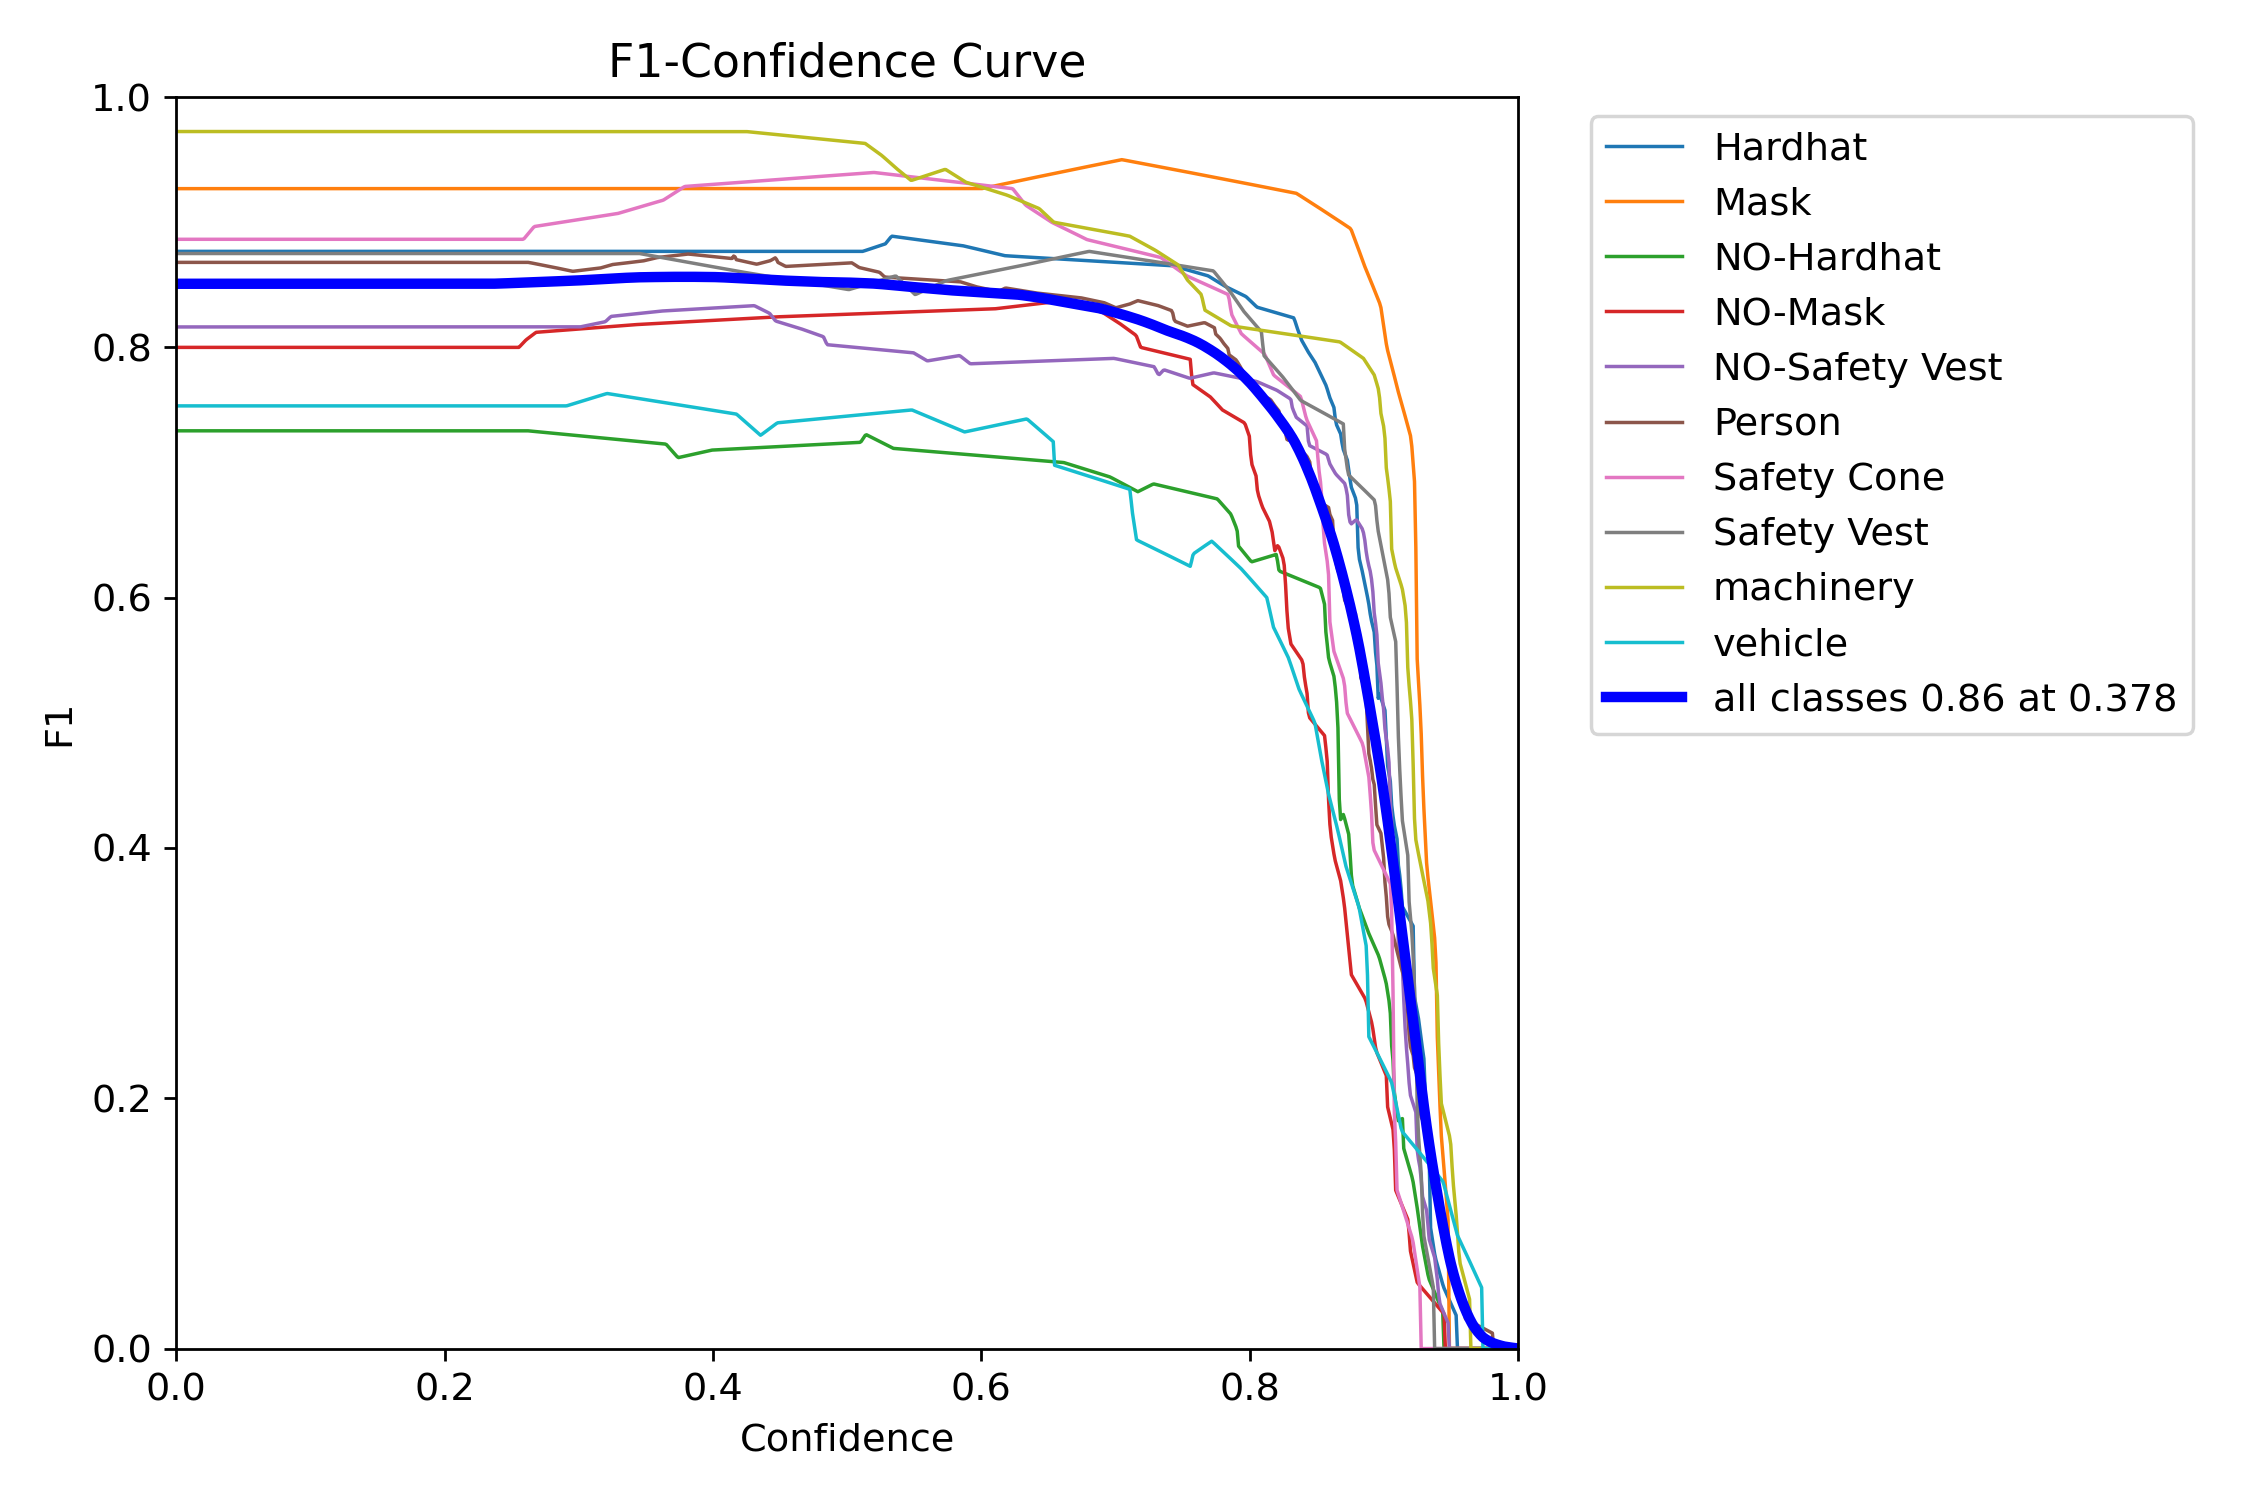 F1-Confidence Curve
1.0
0.8
0.6
0.4
0.2
0.0
F1
0.0 0.2 0.4 0.6 0.8 1.0
Confidence
Hardhat
Mask
NO-Hardhat
NO-Mask
NO-Safety Vest
Person
Safety Cone
Safety Vest
machinery
vehicle
all classes 0.86 at 0.378